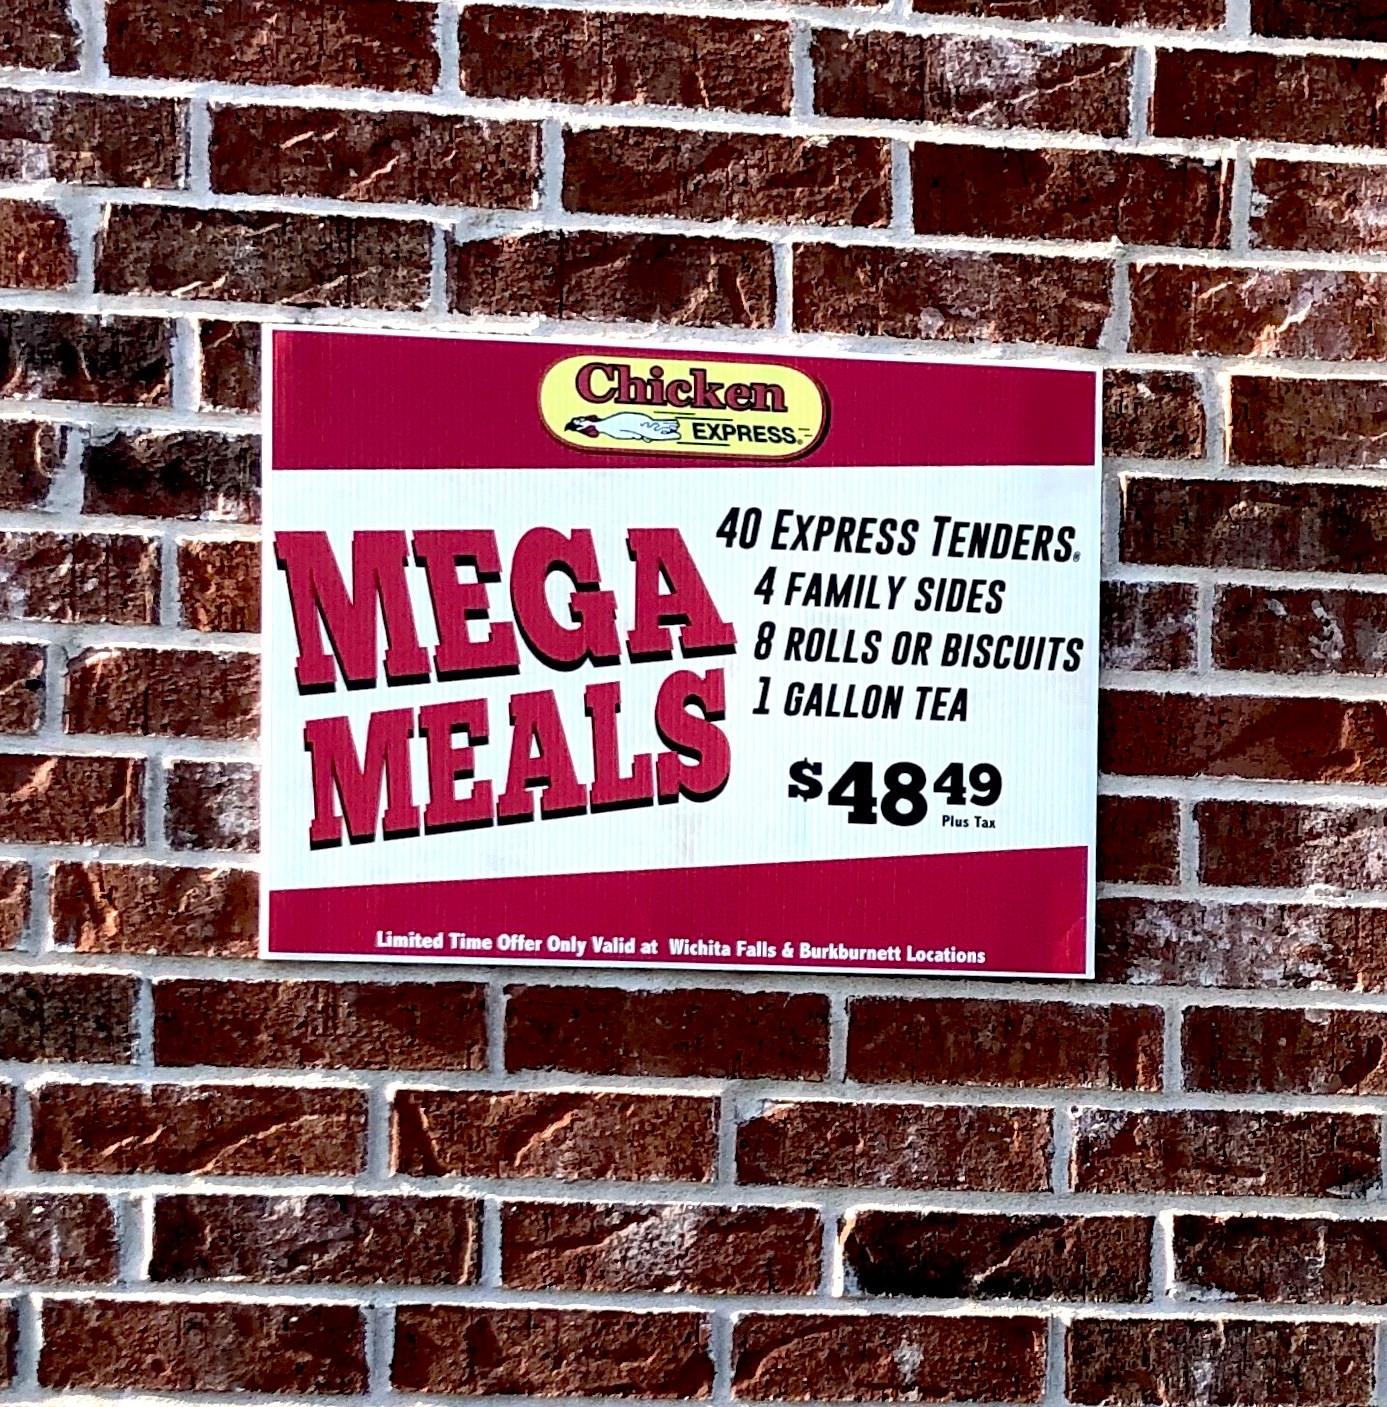 Chicken
EXPRESS®
MEGA
MEALS
40 EXPRESS TENDERS®
4 FAMILY SIDES
8 ROLLS OR BISCUITS
1 GALLON TEA
$48 49
Plus Tax
Limited Time Offer Only Valid at Wichita Falls & Burkburnett Locations